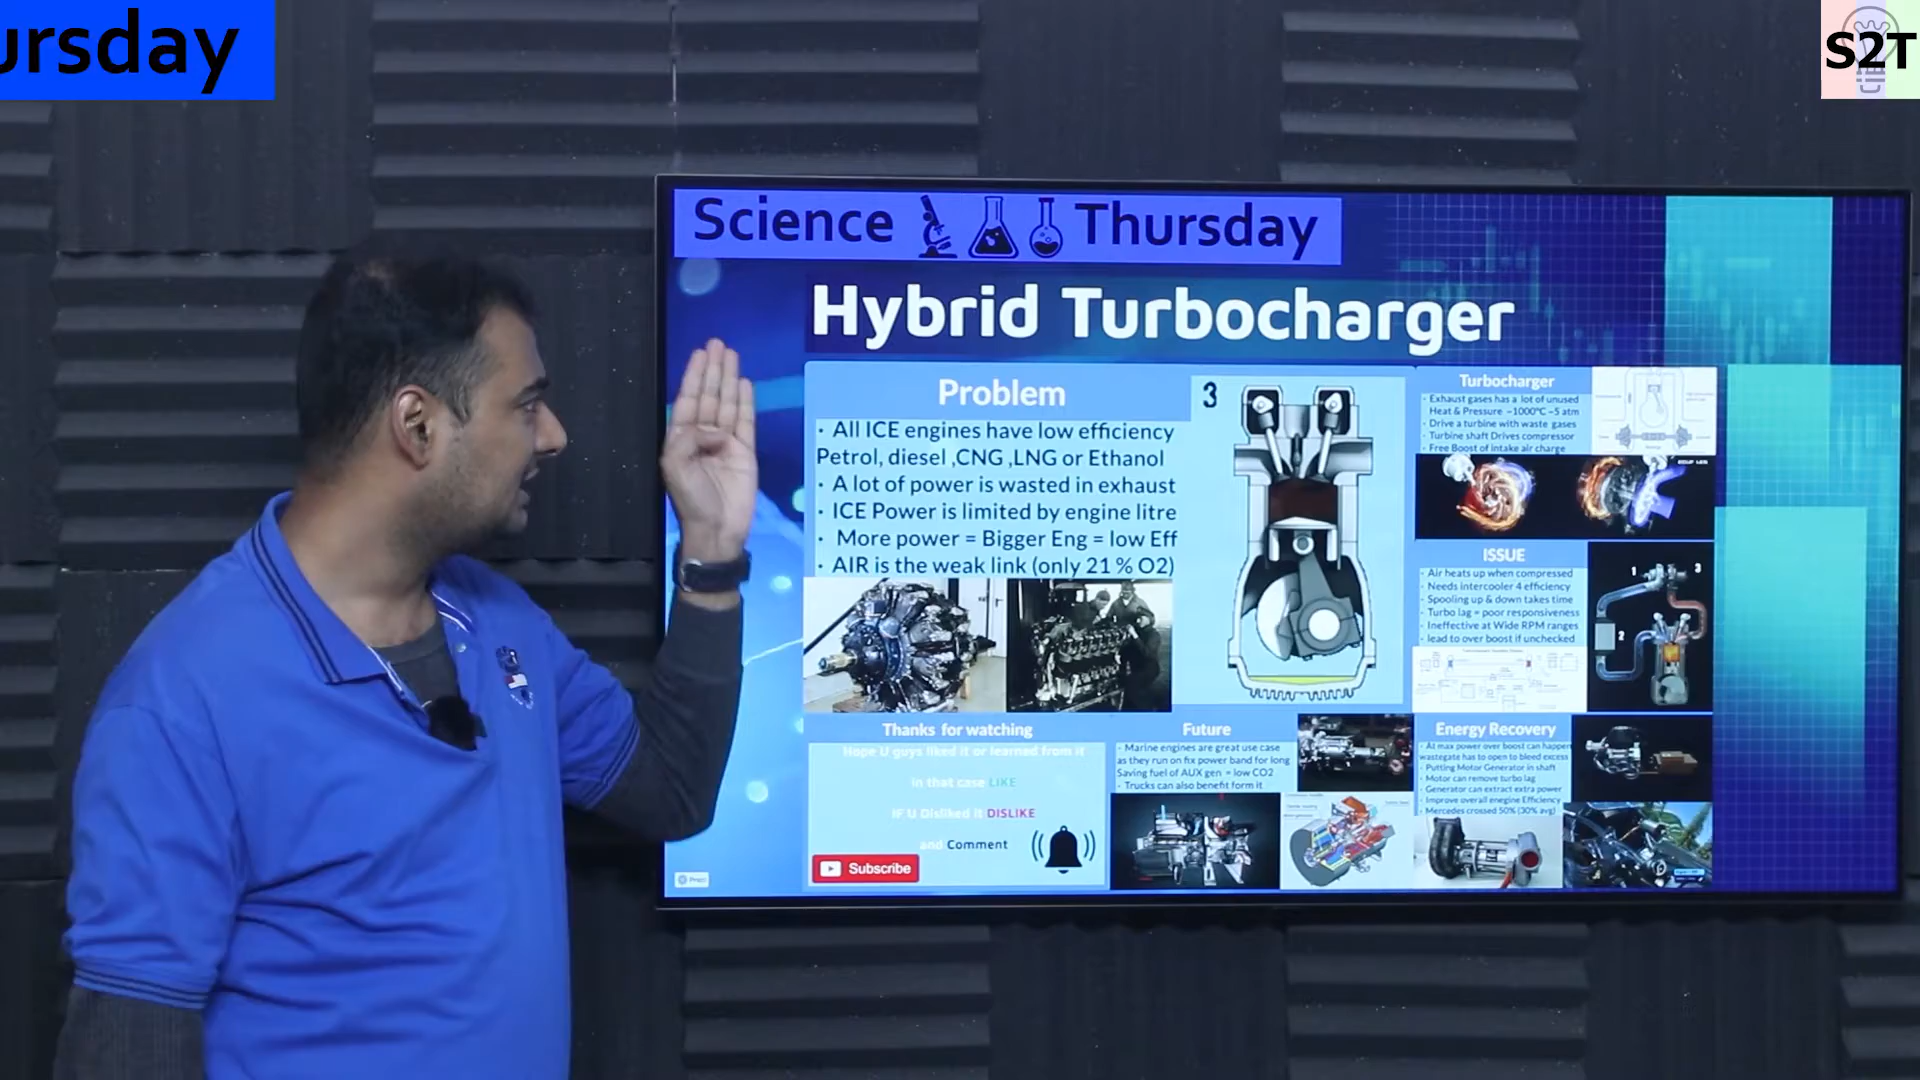 ursday
S2T
Science Thursday
Hybrid Turbocharger
Problem
· All ICE engines have low efficiency
Petrol, diesel ,CNG ,LNG or Ethanol
· A lot of power is wasted in exhaust
· ICE Power is limited by engine litre
· More power = Bigger Eng = low Eff
· AIR is the weak link (only 21 % O2)
3
Turbocharger
· Exhaust gases has a lot of unused
Heat & Pressure ~1000°C ~5 atm
· Drive a turbine with waste gases
· Turbine shaft Drives compressor
· Free Boost of intake air charge
ISSUE
· Air heats up when compressed
· Needs intercooler 4 efficiency
· Spooling up & down takes time
· Turbo lag = poor responsiveness
· Ineffective at Wide RPM ranges
· lead to over boost if unchecked
1
3
2
Thanks for watching
Hope U guys liked it or learned from it
in that case LIKE
IF U Disliked it DISLIKE
and Comment
Subscribe
Future
· Marine engines are great use case
as they run on fix power band for long
Saving fuel of AUX gen = low CO2
· Trucks can also benefit form it
Energy Recovery
· At max power over boost can happen
wastegate has to open to bleed excess
· Putting Motor Generator in shaft
· Motor can remove turbo lag
· Generator can extract extra power
· Improve overall enegine Efficiency
· Mercedes crossed 50% (30% avg)
Prezi